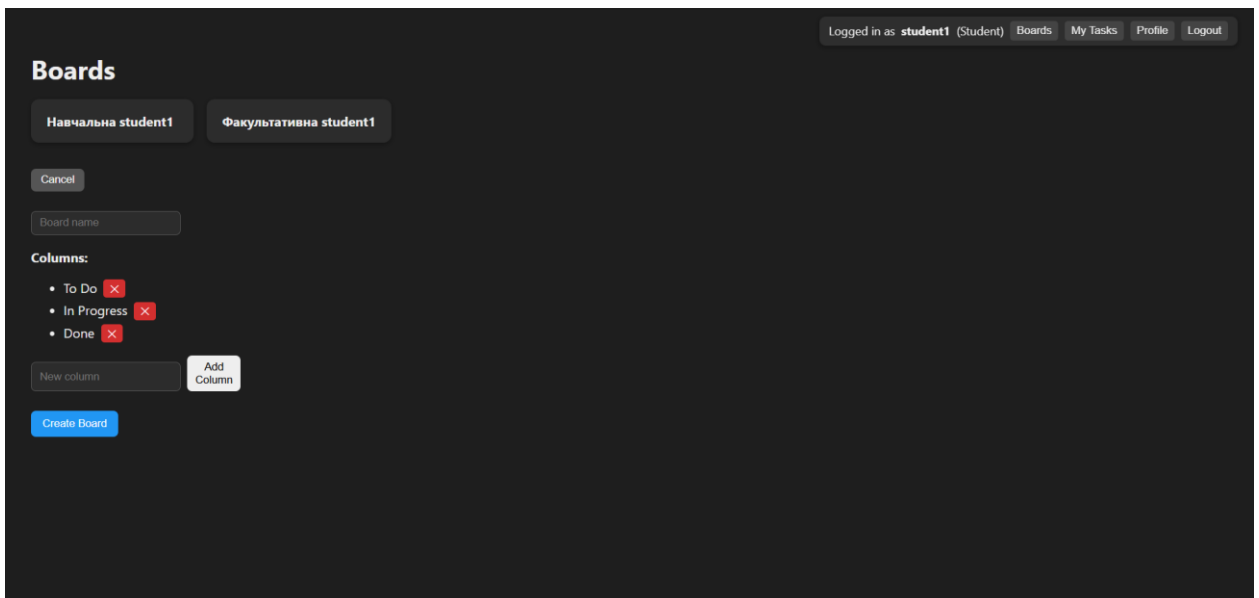 Logged in as student1 (Student) Boards My Tasks Profile Logout
Boards
Навчальна student1 Факультативна student1
Cancel
Board name
Columns:
• To Do ×
• In Progress ×
• Done ×
New column Add Column
Create Board